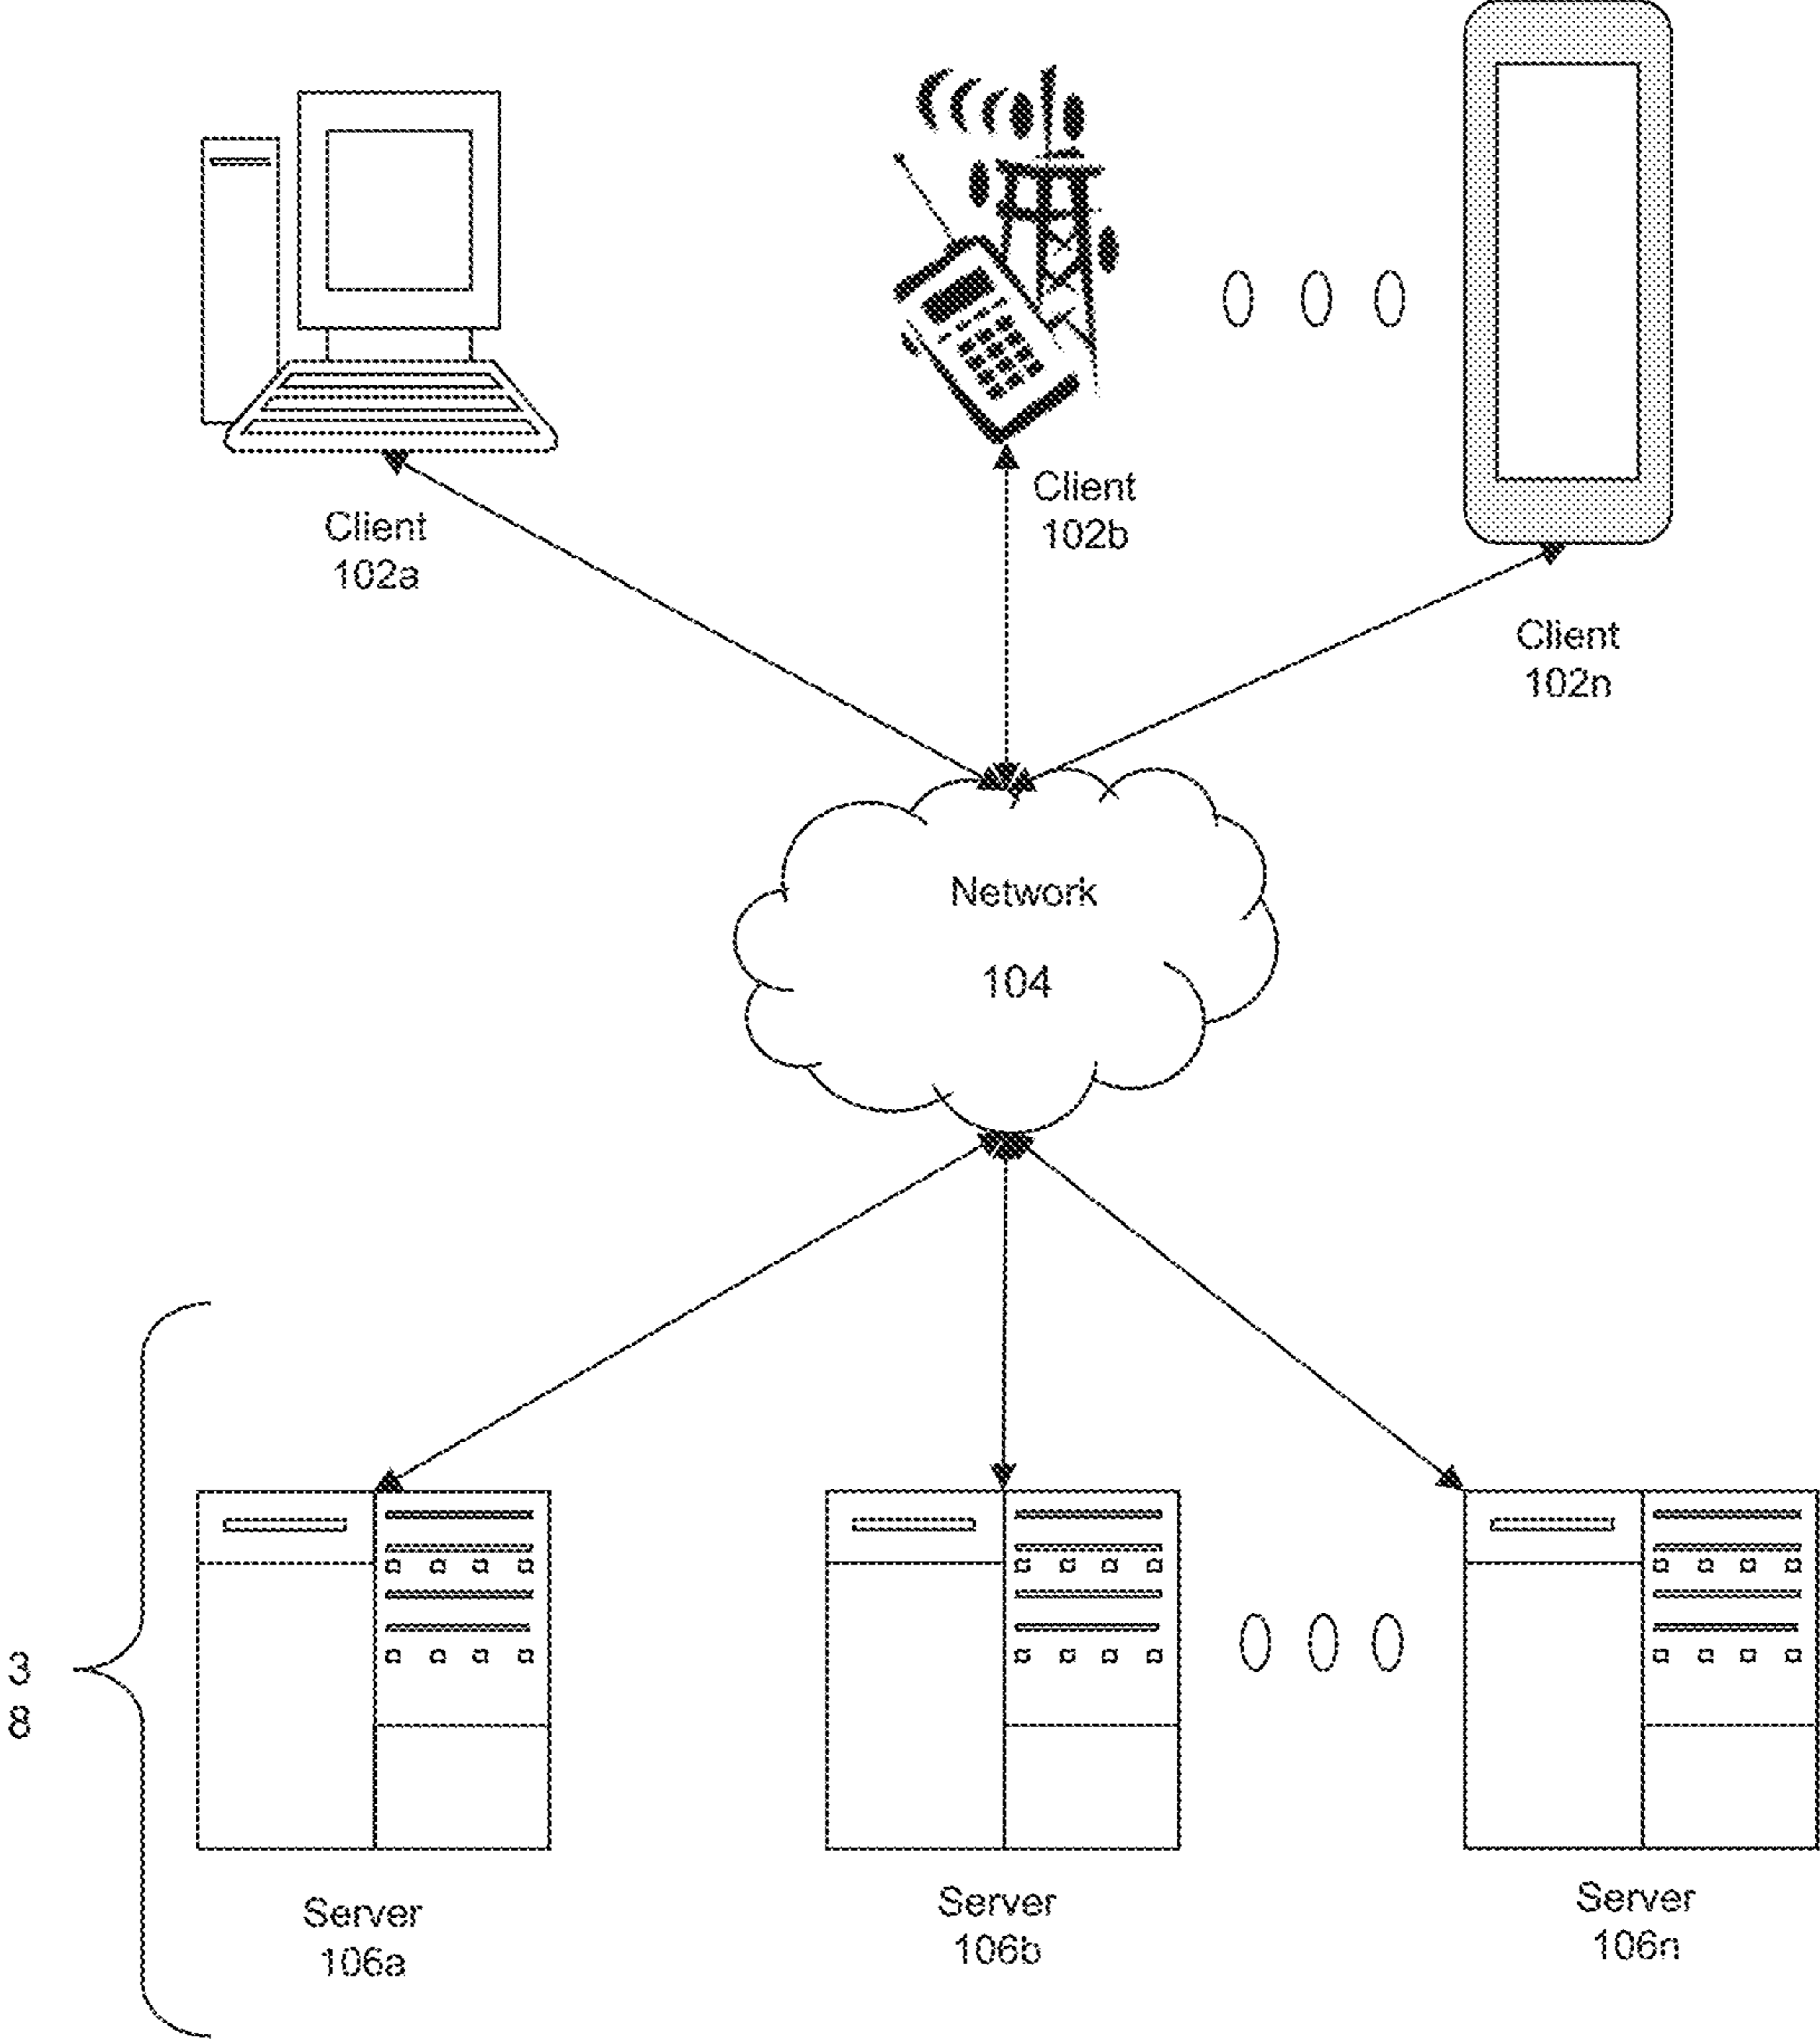 Client
102a
Client
102b
Client
102n
Network
104
3
8
Server
106a
Server
106b
Server
106n